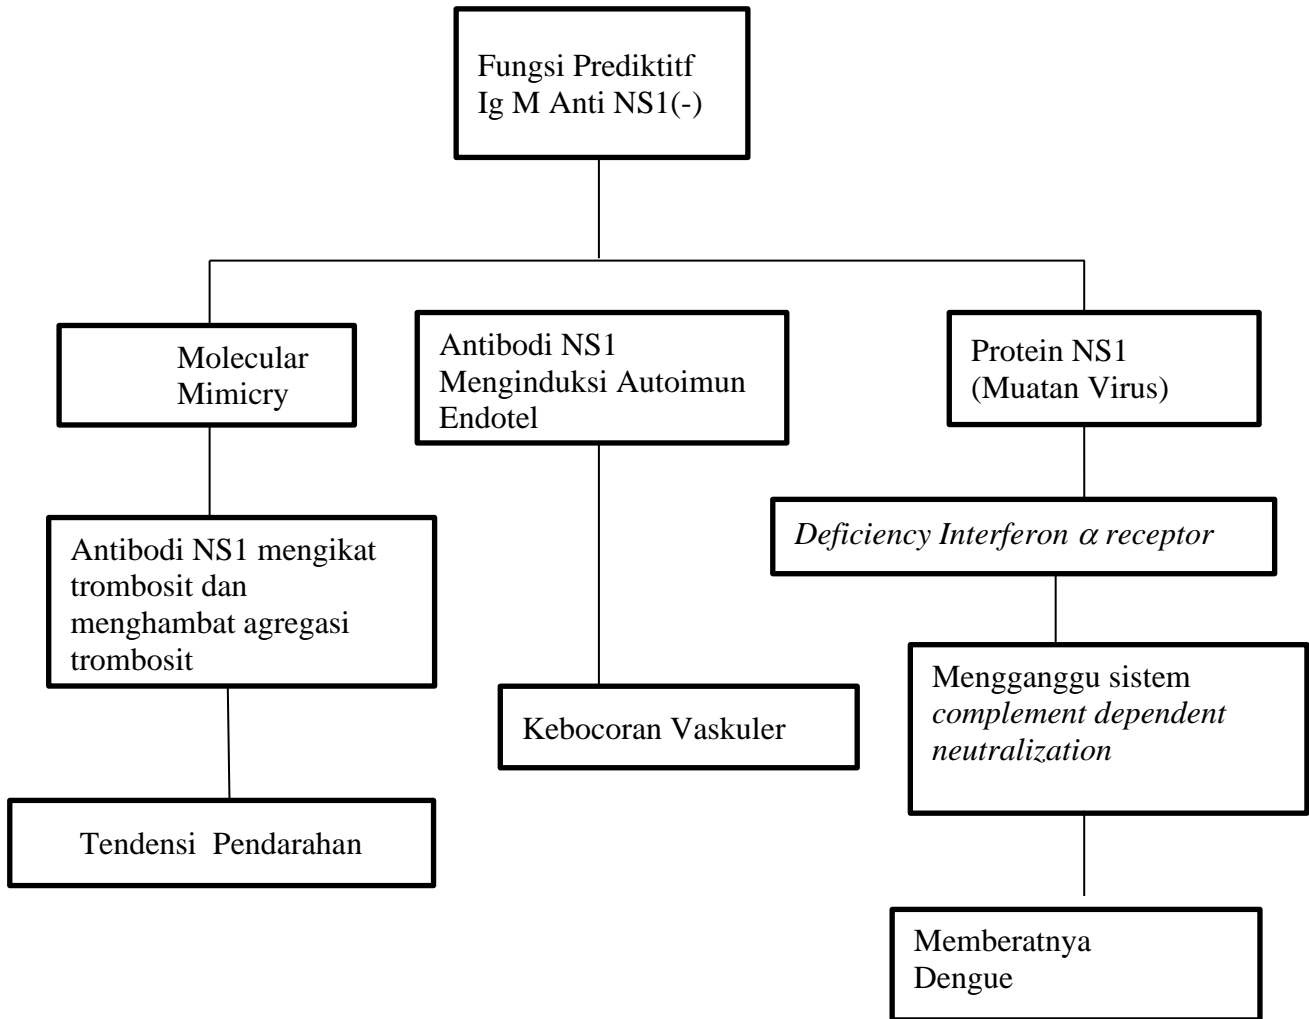 Fungsi Prediktitf
Ig M Anti NS1(-)
Molecular
Mimicry
Antibodi NS1
Menginduksi Autoimun
Endotel
Protein NS1
(Muatan Virus)
Antibodi NS1 mengikat
trombosit dan
menghambat agregasi
trombosit
Deficiency Interferon α receptor
Kebocoran Vaskuler
Mengganggu sistem
complement dependent
neutralization
Tendensi Pendarahan
Memberatnya
Dengue